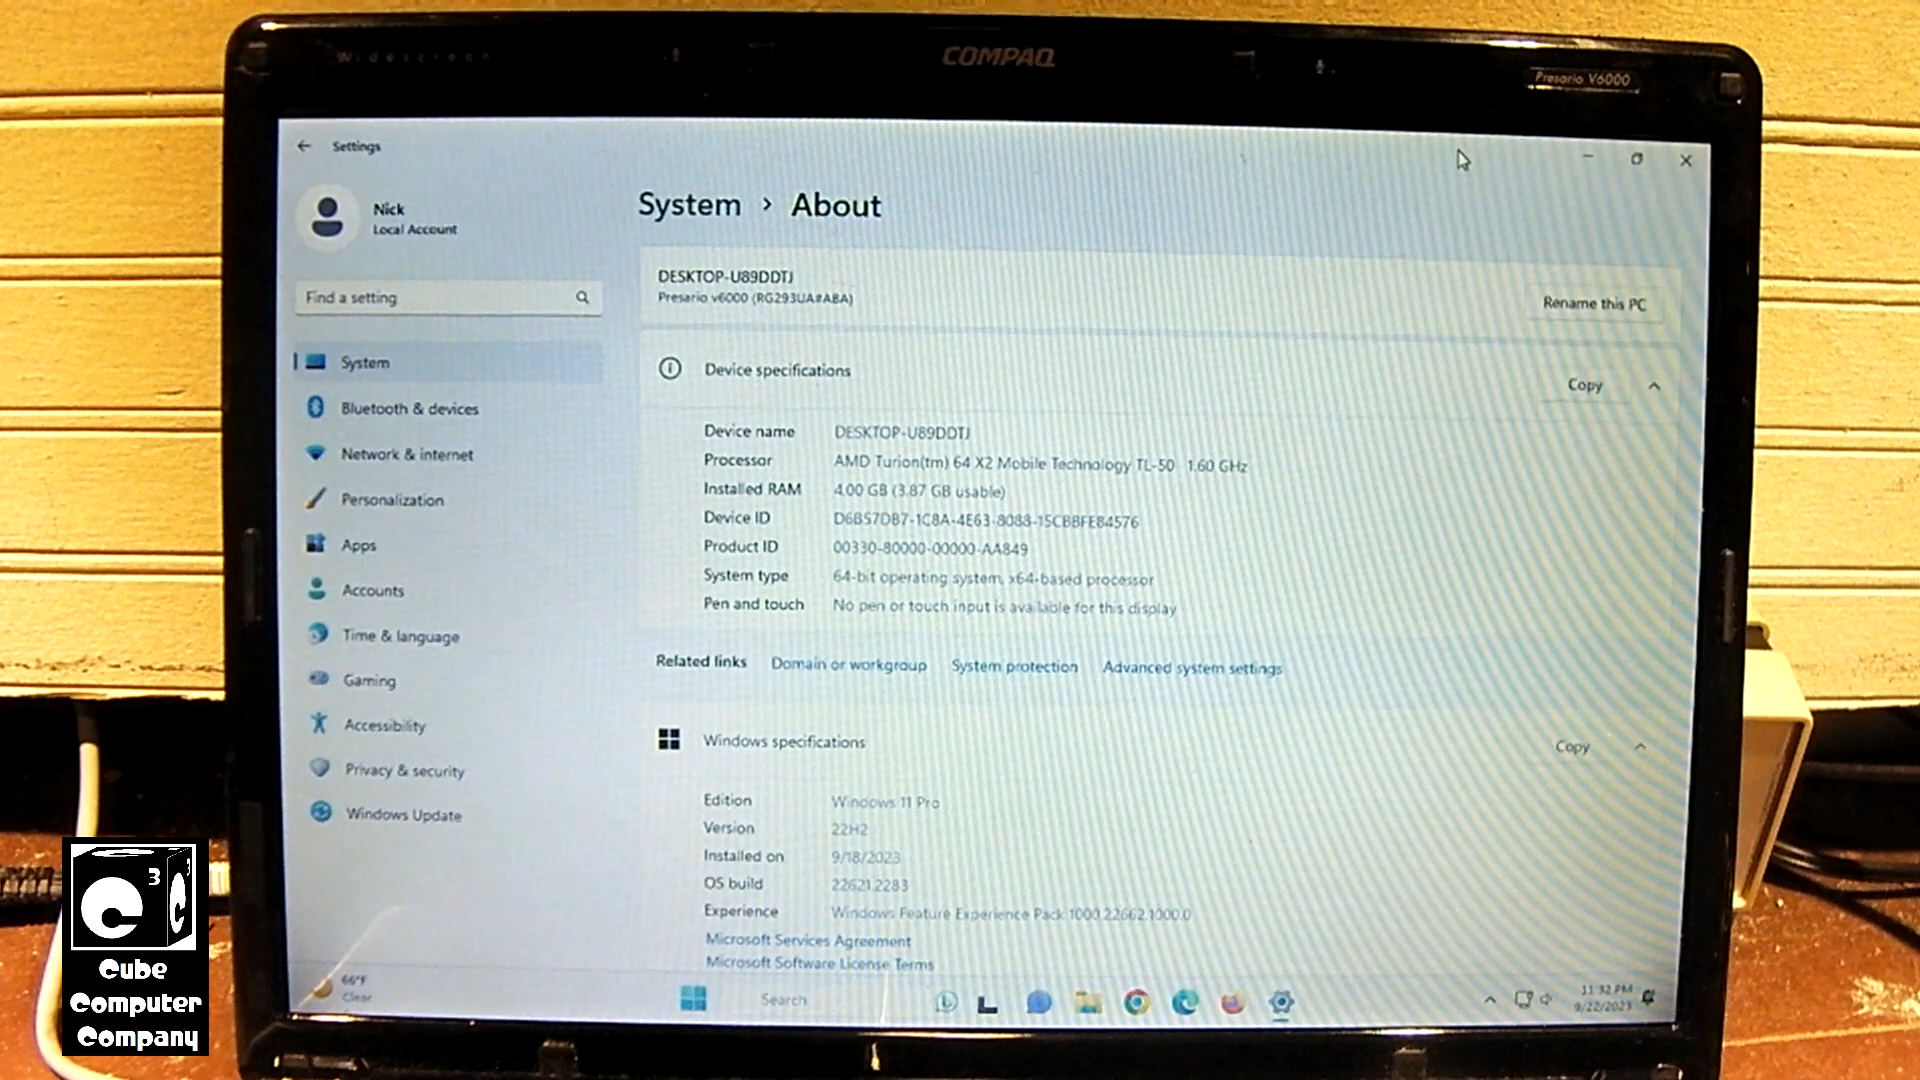 Widescreen
COMPAQ
Presario V6000
Settings
Nick
Local Account
Find a setting
System
Bluetooth & devices
Network & internet
Personalization
Apps
Accounts
Time & language
Gaming
Accessibility
Privacy & security
Windows Update
System > About
DESKTOP-U89DDTJ
Presario v6000 (RG293UA#ABA)
Rename this PC
Device specifications
Copy
Device name DESKTOP-U89DDTJ
Processor AMD Turion(tm) 64 X2 Mobile Technology TL-50 1.60 GHz
Installed RAM 4.00 GB (3.87 GB usable)
Device ID D6B57DB7-1C8A-4E63-8088-15CBBFE84576
Product ID 00330-80000-00000-AA849
System type 64-bit operating system, x64-based processor
Pen and touch No pen or touch input is available for this display
Related links Domain or workgroup System protection Advanced system settings
Windows specifications
Copy
Edition Windows 11 Pro
Version 22H2
Installed on 9/18/2023
OS build 22621.2283
Experience Windows Feature Experience Pack 1000.22662.1000.0
Microsoft Services Agreement
Microsoft Software License Terms
66°F
Clear
Search
11:32 PM
9/22/2023
C3
Cube
Computer
Company